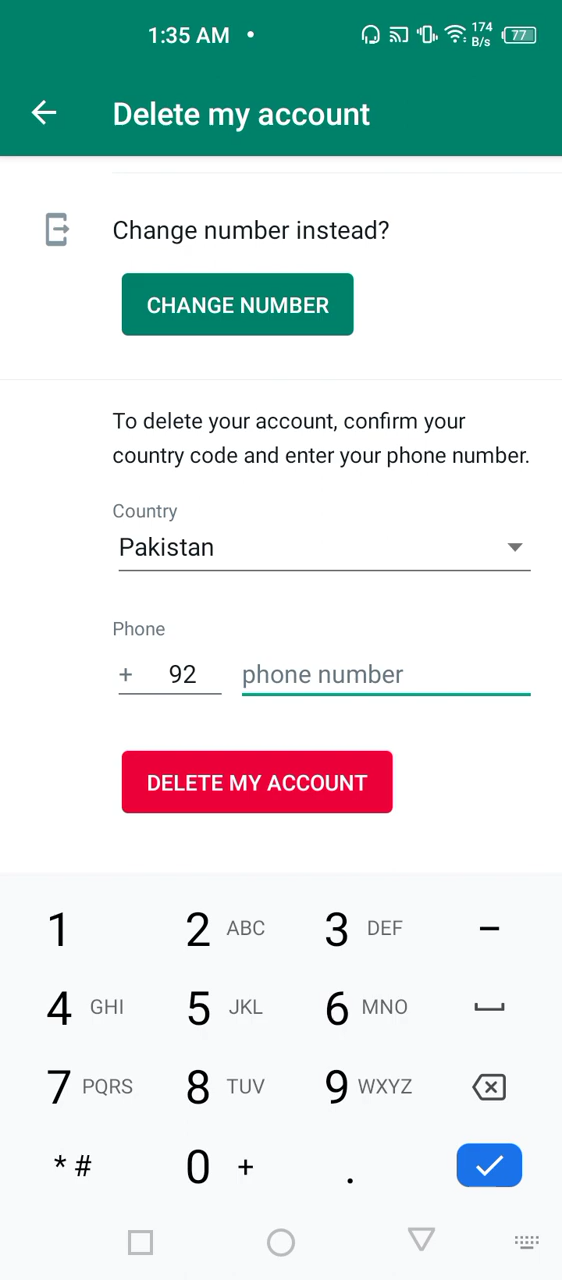 1:35 AM •
174
B/s
77
Delete my account
Change number instead?
CHANGE NUMBER
To delete your account, confirm your
country code and enter your phone number.
Country
Pakistan
Phone
+ 92 phone number
DELETE MY ACCOUNT
1 2 ABC 3 DEF -
4 GHI 5 JKL 6 MNO
7 PQRS 8 TUV 9 WXYZ
* # 0 + .